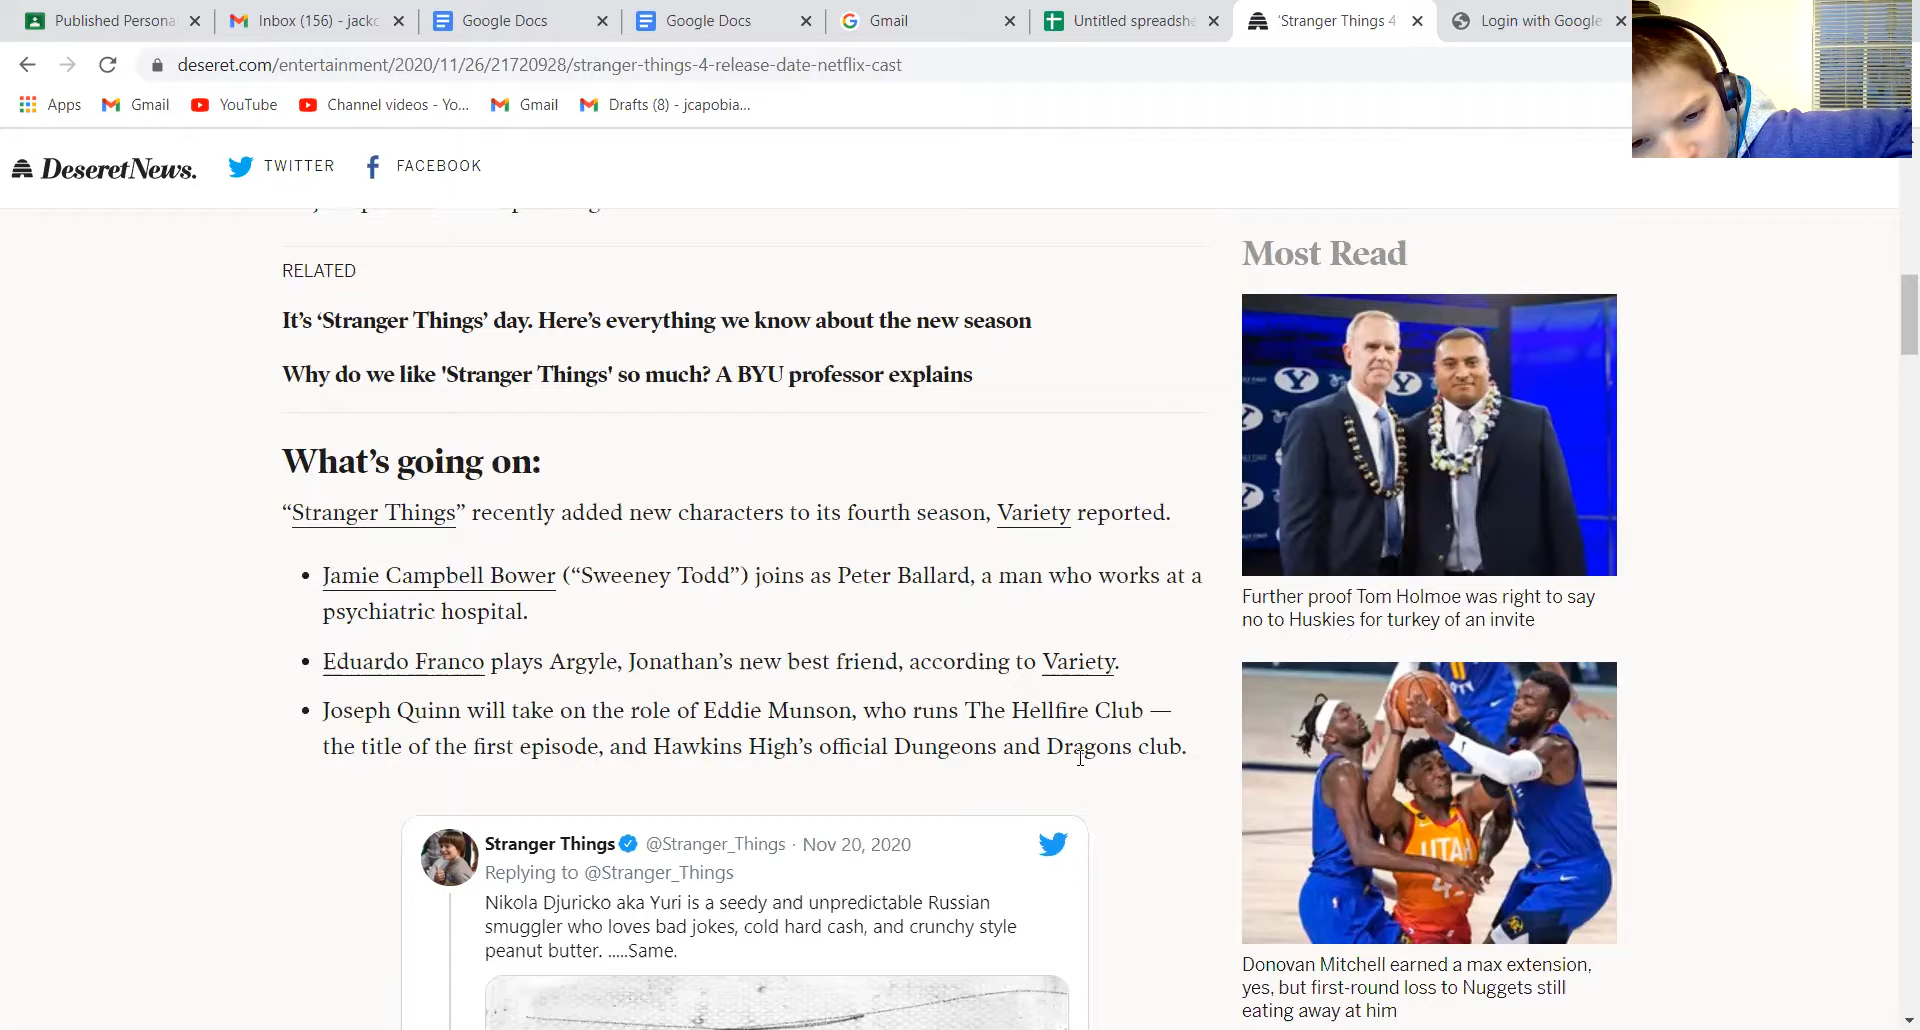 Published Persona
Inbox (156) - jackc
Google Docs
Google Docs
Gmail
Untitled spreadshe
'Stranger Things 4
Login with Google
deseret.com/entertainment/2020/11/26/21720928/stranger-things-4-release-date-netflix-cast
Apps
Gmail
YouTube
Channel videos - Yo...
Gmail
Drafts (8) - jcapobia...
Deseret News.
TWITTER
FACEBOOK
RELATED
It's 'Stranger Things' day. Here's everything we know about the new season
Why do we like 'Stranger Things' so much? A BYU professor explains
What's going on:
“Stranger Things” recently added new characters to its fourth season, Variety reported.
• Jamie Campbell Bower (“Sweeney Todd”) joins as Peter Ballard, a man who works at a
psychiatric hospital.
• Eduardo Franco plays Argyle, Jonathan's new best friend, according to Variety.
• Joseph Quinn will take on the role of Eddie Munson, who runs The Hellfire Club —
the title of the first episode, and Hawkins High's official Dungeons and Dragons club.
Stranger Things @Stranger_Things · Nov 20, 2020
Replying to @Stranger_Things
Nikola Djuricko aka Yuri is a seedy and unpredictable Russian
smuggler who loves bad jokes, cold hard cash, and crunchy style
peanut butter. .....Same.
Most Read
Y
Further proof Tom Holmoe was right to say
no to Huskies for turkey of an invite
UTAH
Donovan Mitchell earned a max extension,
yes, but first-round loss to Nuggets still
eating away at him